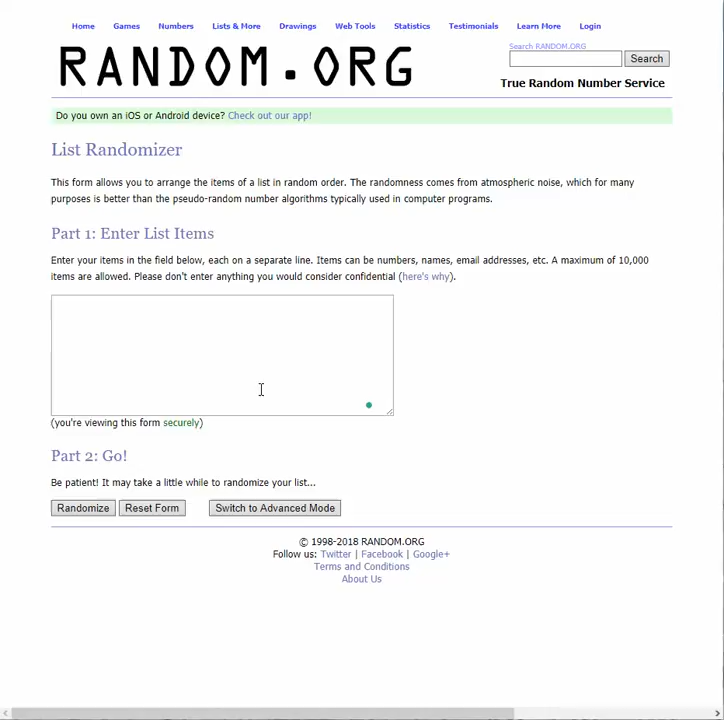 Home Games Numbers Lists & More Drawings Web Tools Statistics Testimonials Learn More Login
RANDOM.ORG
Search RANDOM.ORG
Search
True Random Number Service
Do you own an iOS or Android device? Check out our app!
List Randomizer
This form allows you to arrange the items of a list in random order. The randomness comes from atmospheric noise, which for many
purposes is better than the pseudo-random number algorithms typically used in computer programs.
Part 1: Enter List Items
Enter your items in the field below, each on a separate line. Items can be numbers, names, email addresses, etc. A maximum of 10,000
items are allowed. Please don't enter anything you would consider confidential (here's why).
(you're viewing this form securely)
Part 2: Go!
Be patient! It may take a little while to randomize your list...
Randomize Reset Form Switch to Advanced Mode
© 1998-2018 RANDOM.ORG
Follow us: Twitter | Facebook | Google+
Terms and Conditions
About Us